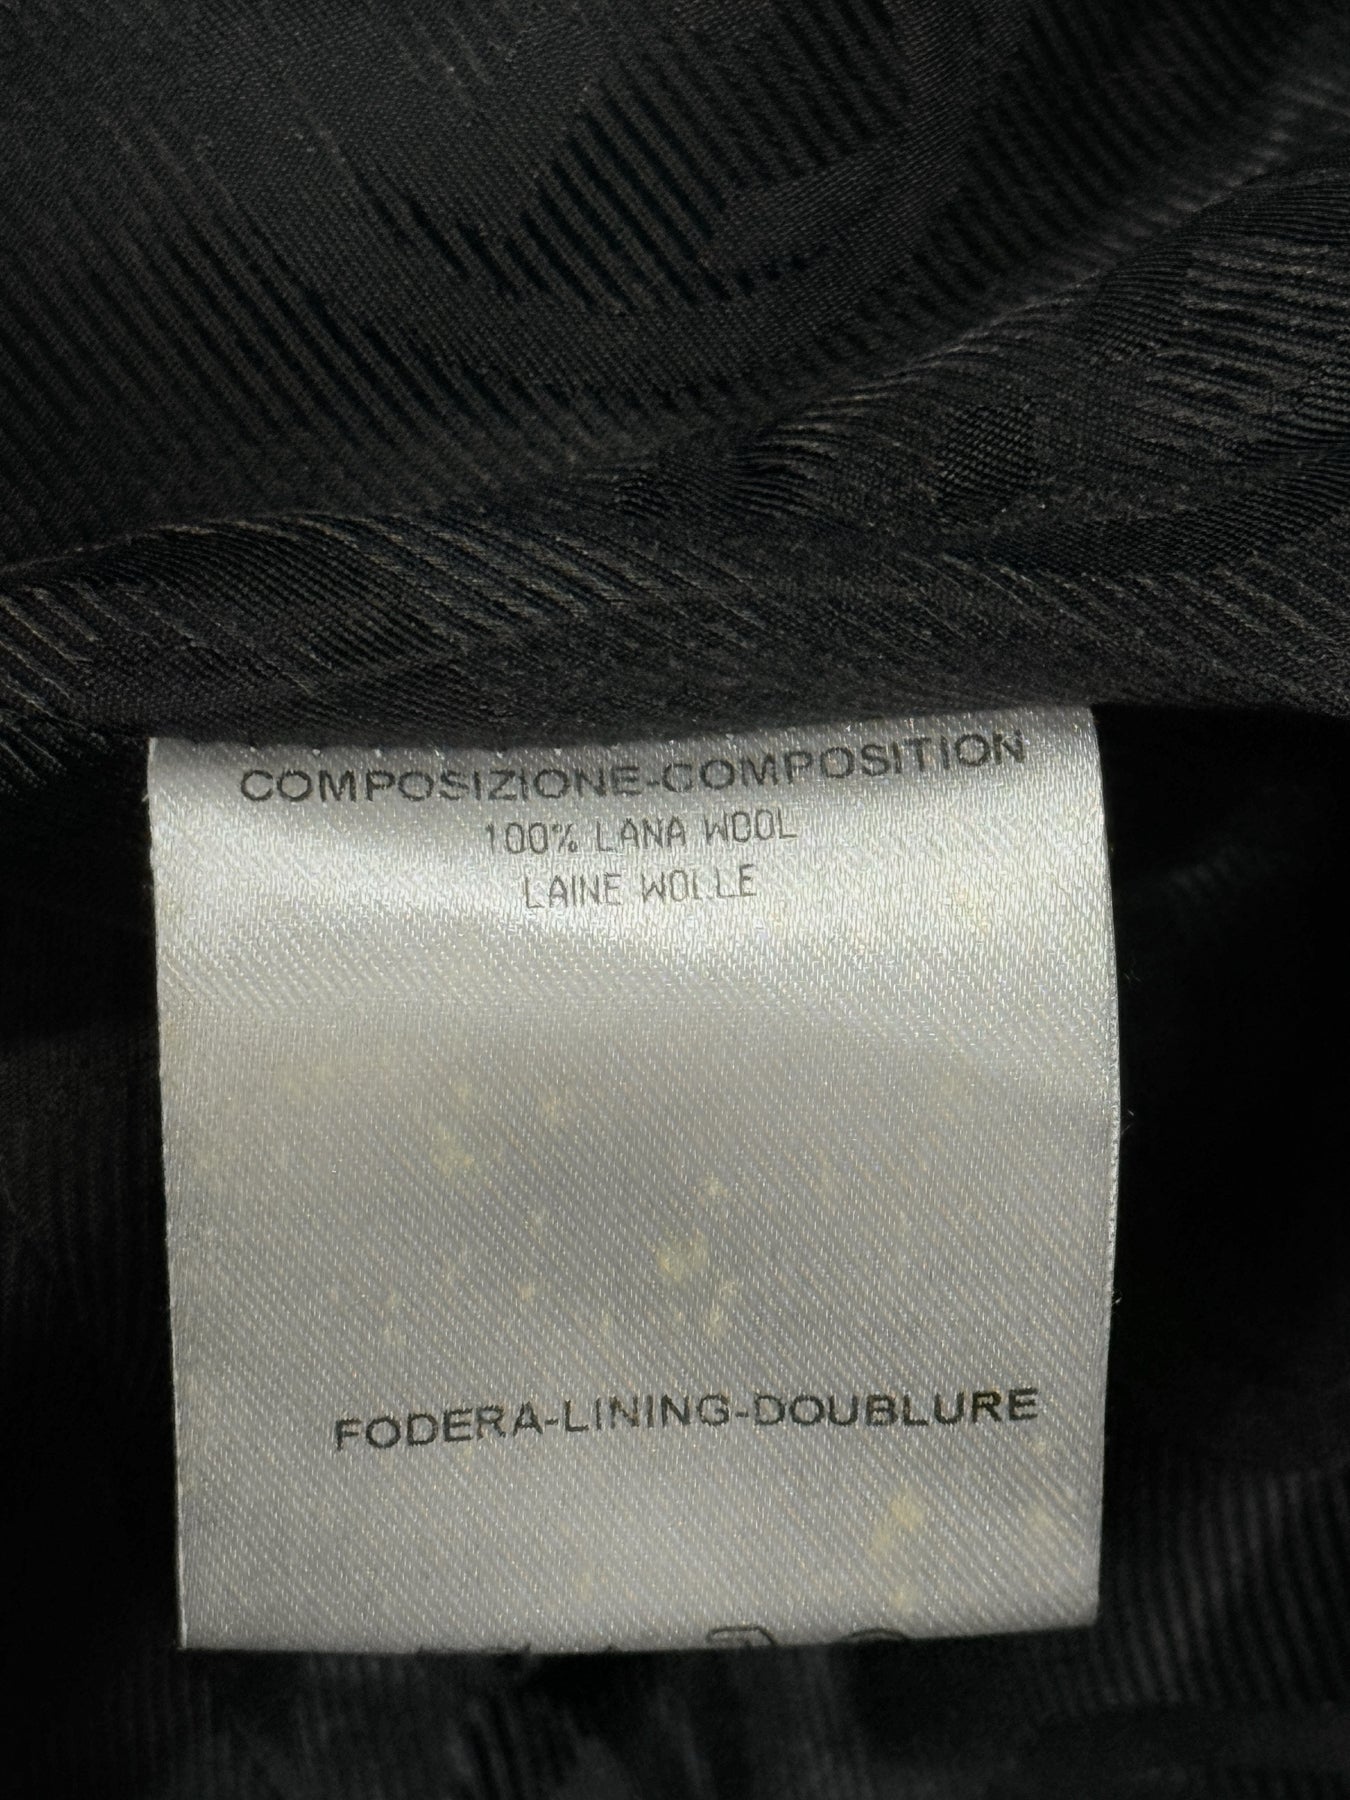 COMPOSIZIONE-COMPOSITION
100% LANA WOOL
LAINE WOLLE
FODERA-LINING-DOUBLURE